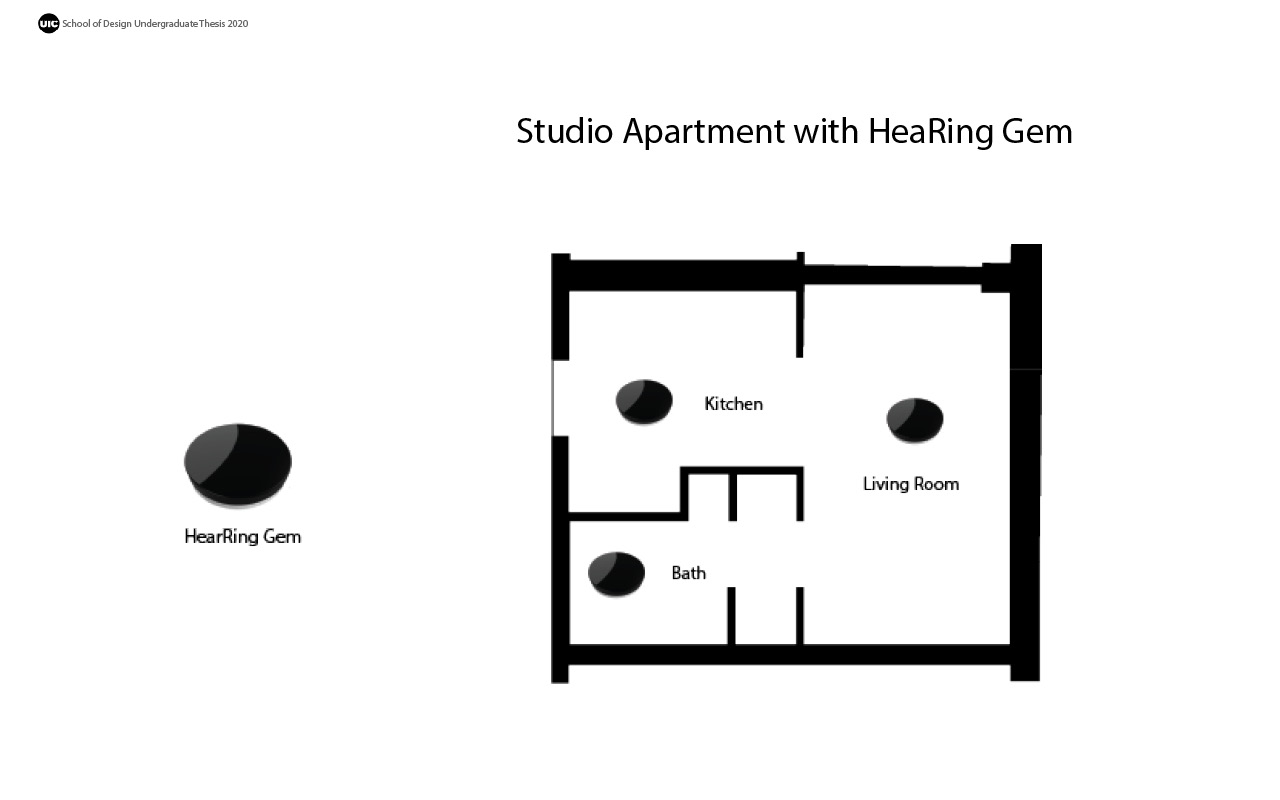 UIC School of Design Undergraduate Thesis 2020
Studio Apartment with HeaRing Gem
Kitchen
Living Room
HearRing Gem
Bath